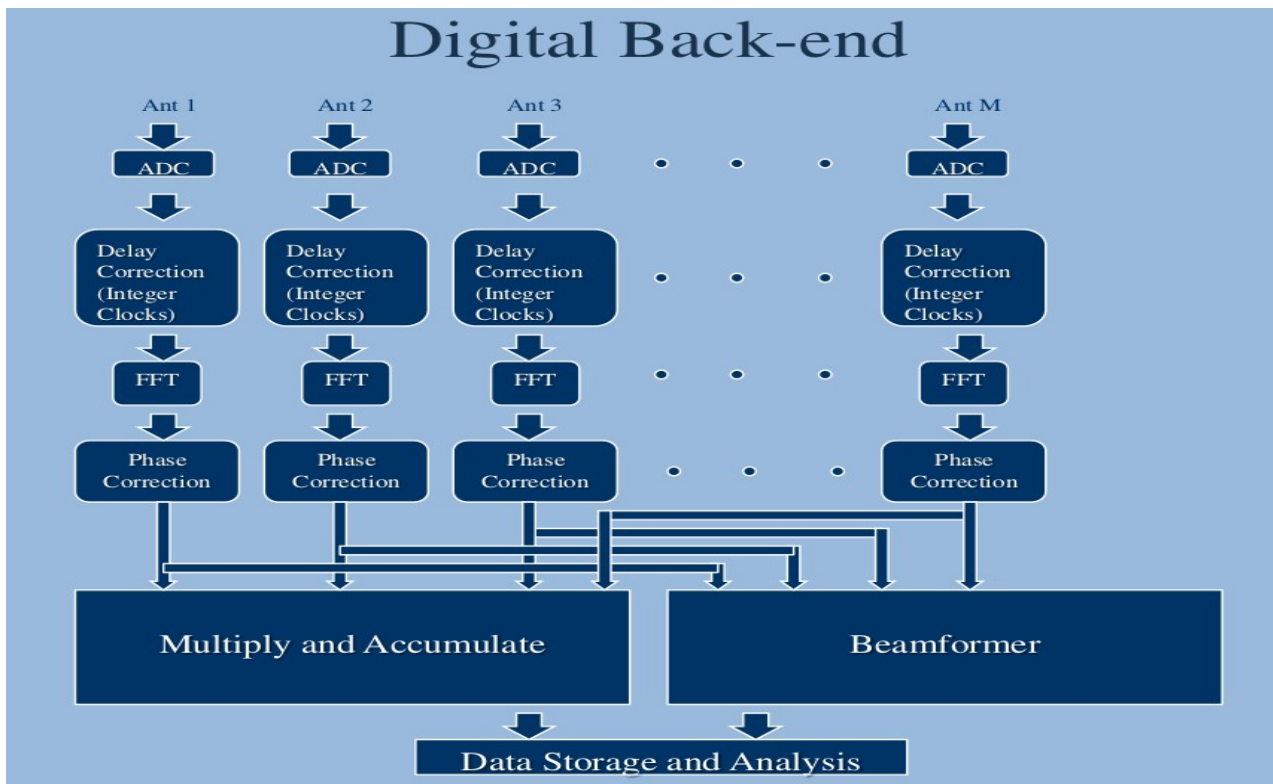 Digital Back-end
Ant 1 Ant 2 Ant 3 Ant M
ADC ADC ADC ADC
Delay Correction (Integer Clocks)
Delay Correction (Integer Clocks)
Delay Correction (Integer Clocks)
Delay Correction (Integer Clocks)
FFT FFT FFT FFT
Phase Correction
Phase Correction
Phase Correction
Phase Correction
Multiply and Accumulate
Beamformer
Data Storage and Analysis